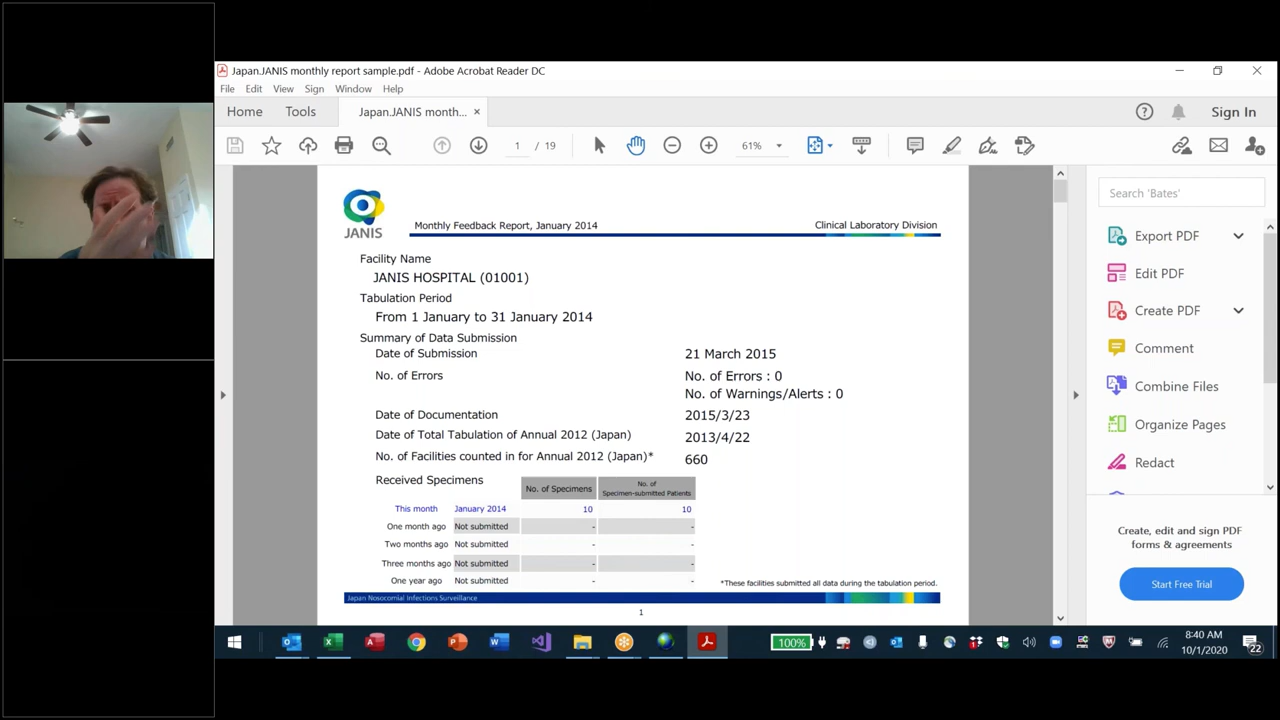 Japan.JANIS monthly report sample.pdf - Adobe Acrobat Reader DC
File Edit View Sign Window Help
Home Tools Japan.JANIS month... × Sign In
1 / 19 61%
JANIS
Monthly Feedback Report, January 2014 Clinical Laboratory Division
Facility Name
JANIS HOSPITAL (01001)
Tabulation Period
From 1 January to 31 January 2014
Summary of Data Submission
Date of Submission 21 March 2015
No. of Errors No. of Errors : 0
No. of Warnings/Alerts : 0
Date of Documentation 2015/3/23
Date of Total Tabulation of Annual 2012 (Japan) 2013/4/22
No. of Facilities counted in for Annual 2012 (Japan)* 660
Received Specimens No. of Specimens No. of Specimen-submitted Patients
This month January 2014 10 10
One month ago Not submitted - -
Two months ago Not submitted - -
Three months ago Not submitted - -
One year ago Not submitted - -
*These facilities submitted all data during the tabulation period.
Japan Nosocomial Infections Surveillance
1
Search 'Bates'
Export PDF
Edit PDF
Create PDF
Comment
Combine Files
Organize Pages
Redact
Create, edit and sign PDF
forms & agreements
Start Free Trial
100%
8:40 AM
10/1/2020
22